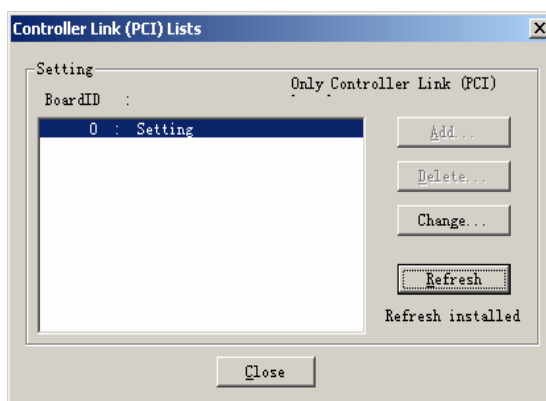 Controller Link (PCI) Lists
Setting
Only Controller Link (PCI)
BoardID :
0 : Setting
Add...
Delete...
Change...
Refresh
Refresh installed
Close